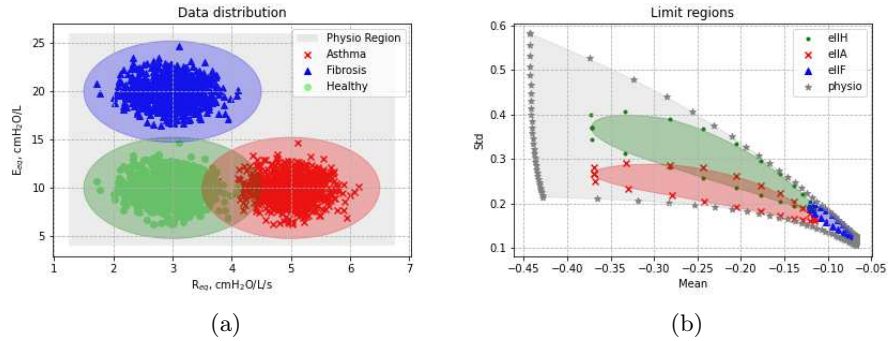 Data distribution
E_eq, cmH2O/L
25
20
15
10
5
1
2
3
4
5
6
7
R_eq, cmH2O/L/s
Physio Region
Asthma
Fibrosis
Healthy
(a)
Limit regions
Std
0.6
0.5
0.4
0.3
0.2
0.1
−0.45
−0.40
−0.35
−0.30
−0.25
−0.20
−0.15
−0.10
−0.05
Mean
ellH
ellA
ellF
physio
(b)